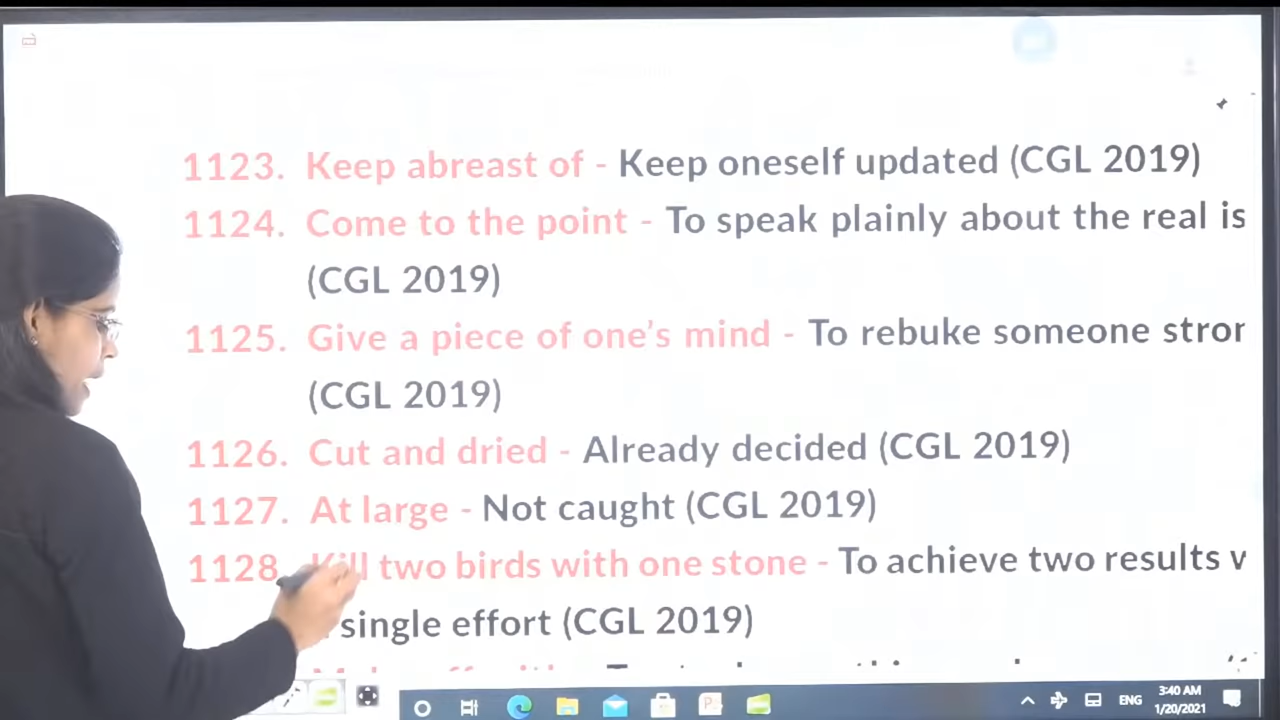 1123. Keep abreast of - Keep oneself updated (CGL 2019)
1124. Come to the point - To speak plainly about the real is
(CGL 2019)
1125. Give a piece of one's mind - To rebuke someone stror
(CGL 2019)
1126. Cut and dried - Already decided (CGL 2019)
1127. At large - Not caught (CGL 2019)
1128. Kill two birds with one stone - To achieve two results
single effort (CGL 2019)
ENG
3:40 AM
1/20/2021